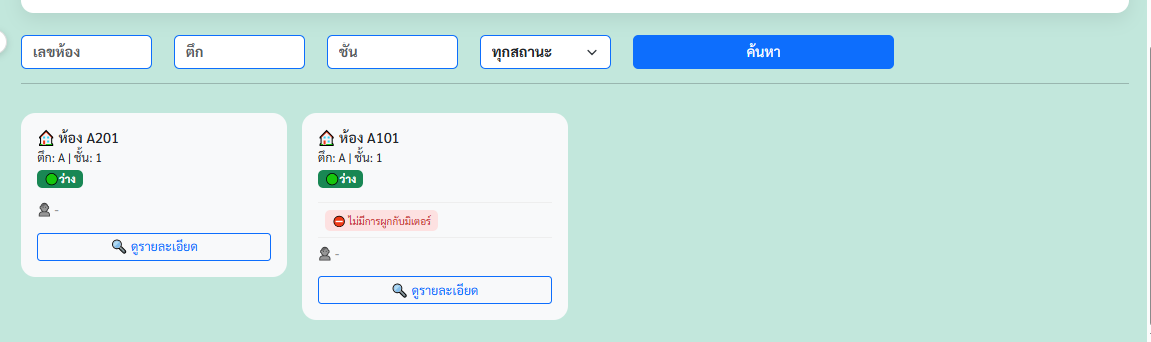 เลขห้อง
ตึก
ชั้น
ทุกสถานะ
ค้นหา
ห้อง A201
ตึก: A | ชั้น: 1
ว่าง
-
ดูรายละเอียด
ห้อง A101
ตึก: A | ชั้น: 1
ว่าง
ไม่มีการผูกกับมิเตอร์
-
ดูรายละเอียด